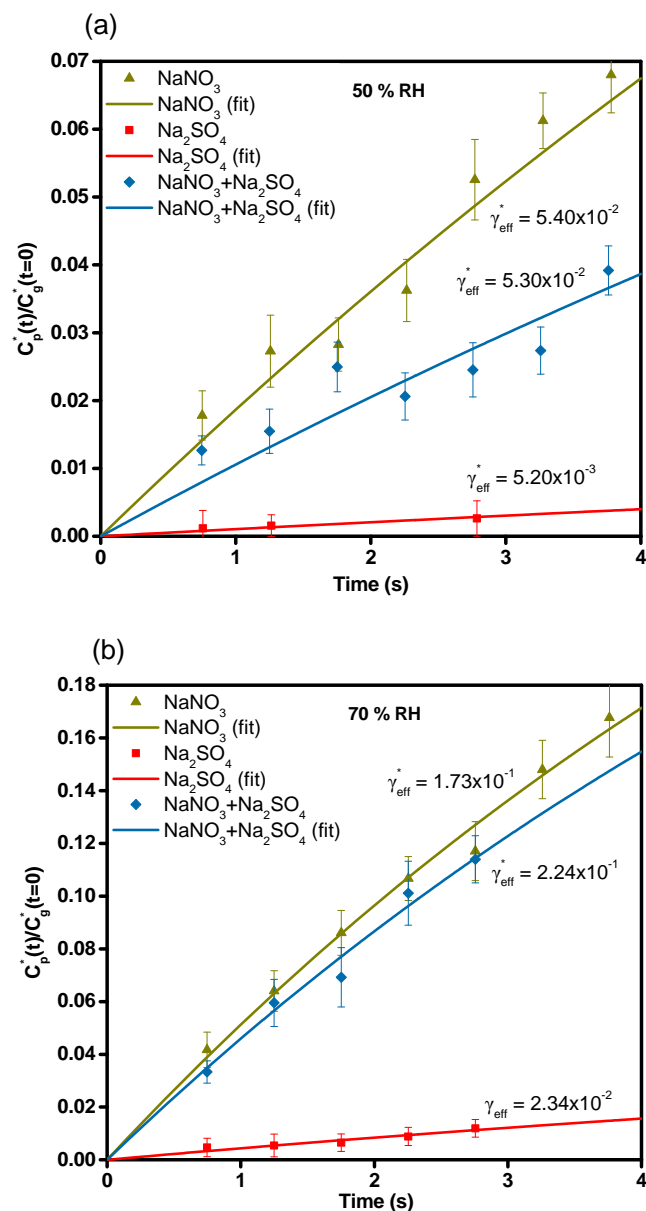 (a)
0.07
0.06
0.05
0.04
0.03
0.02
0.01
0.00
C*p(t)/C*g(t=0)
NaNO3
NaNO3 (fit)
Na2SO4
Na2SO4 (fit)
NaNO3+Na2SO4
NaNO3+Na2SO4 (fit)
50 % RH
γ*eff = 5.40x10-2
γ*eff = 5.30x10-2
γ*eff = 5.20x10-3
0 1 2 3 4
Time (s)
(b)
0.18
0.16
0.14
0.12
0.10
0.08
0.06
0.04
0.02
0.00
C*p(t)/C*g(t=0)
NaNO3
NaNO3 (fit)
Na2SO4
Na2SO4 (fit)
NaNO3+Na2SO4
NaNO3+Na2SO4 (fit)
70 % RH
γ*eff = 1.73x10-1
γ*eff = 2.24x10-1
γeff = 2.34x10-2
0 1 2 3 4
Time (s)